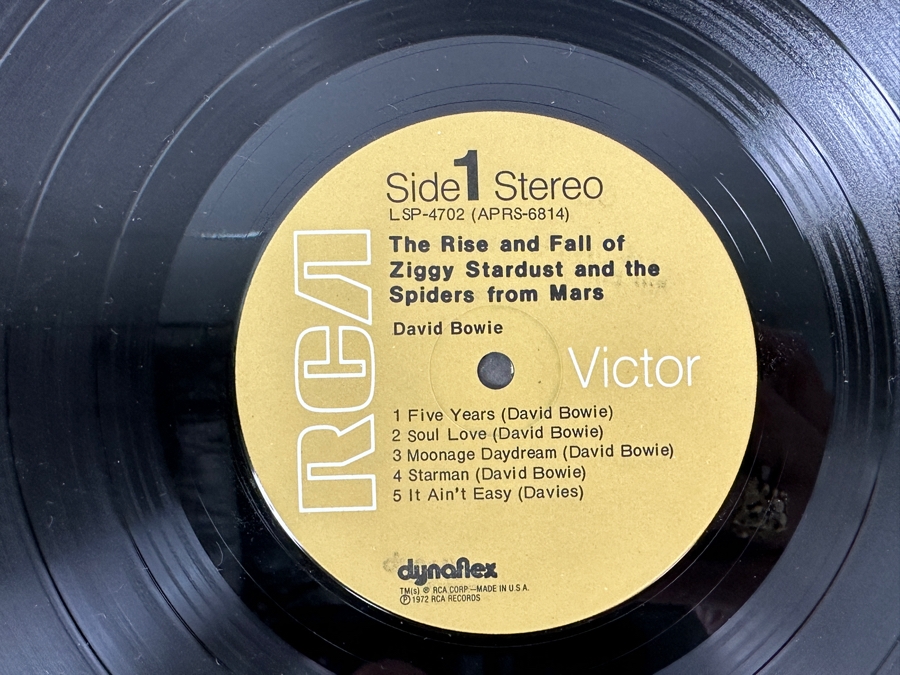 Side 1 Stereo
LSP-4702 (APRS-6814)
The Rise and Fall of
Ziggy Stardust and the
Spiders from Mars
David Bowie
RCA Victor
1 Five Years (David Bowie)
2 Soul Love (David Bowie)
3 Moonage Daydream (David Bowie)
4 Starman (David Bowie)
5 It Ain't Easy (Davies)
dynaflex
TM(s) ® RCA CORP.—MADE IN U.S.A.
℗ 1972 RCA RECORDS